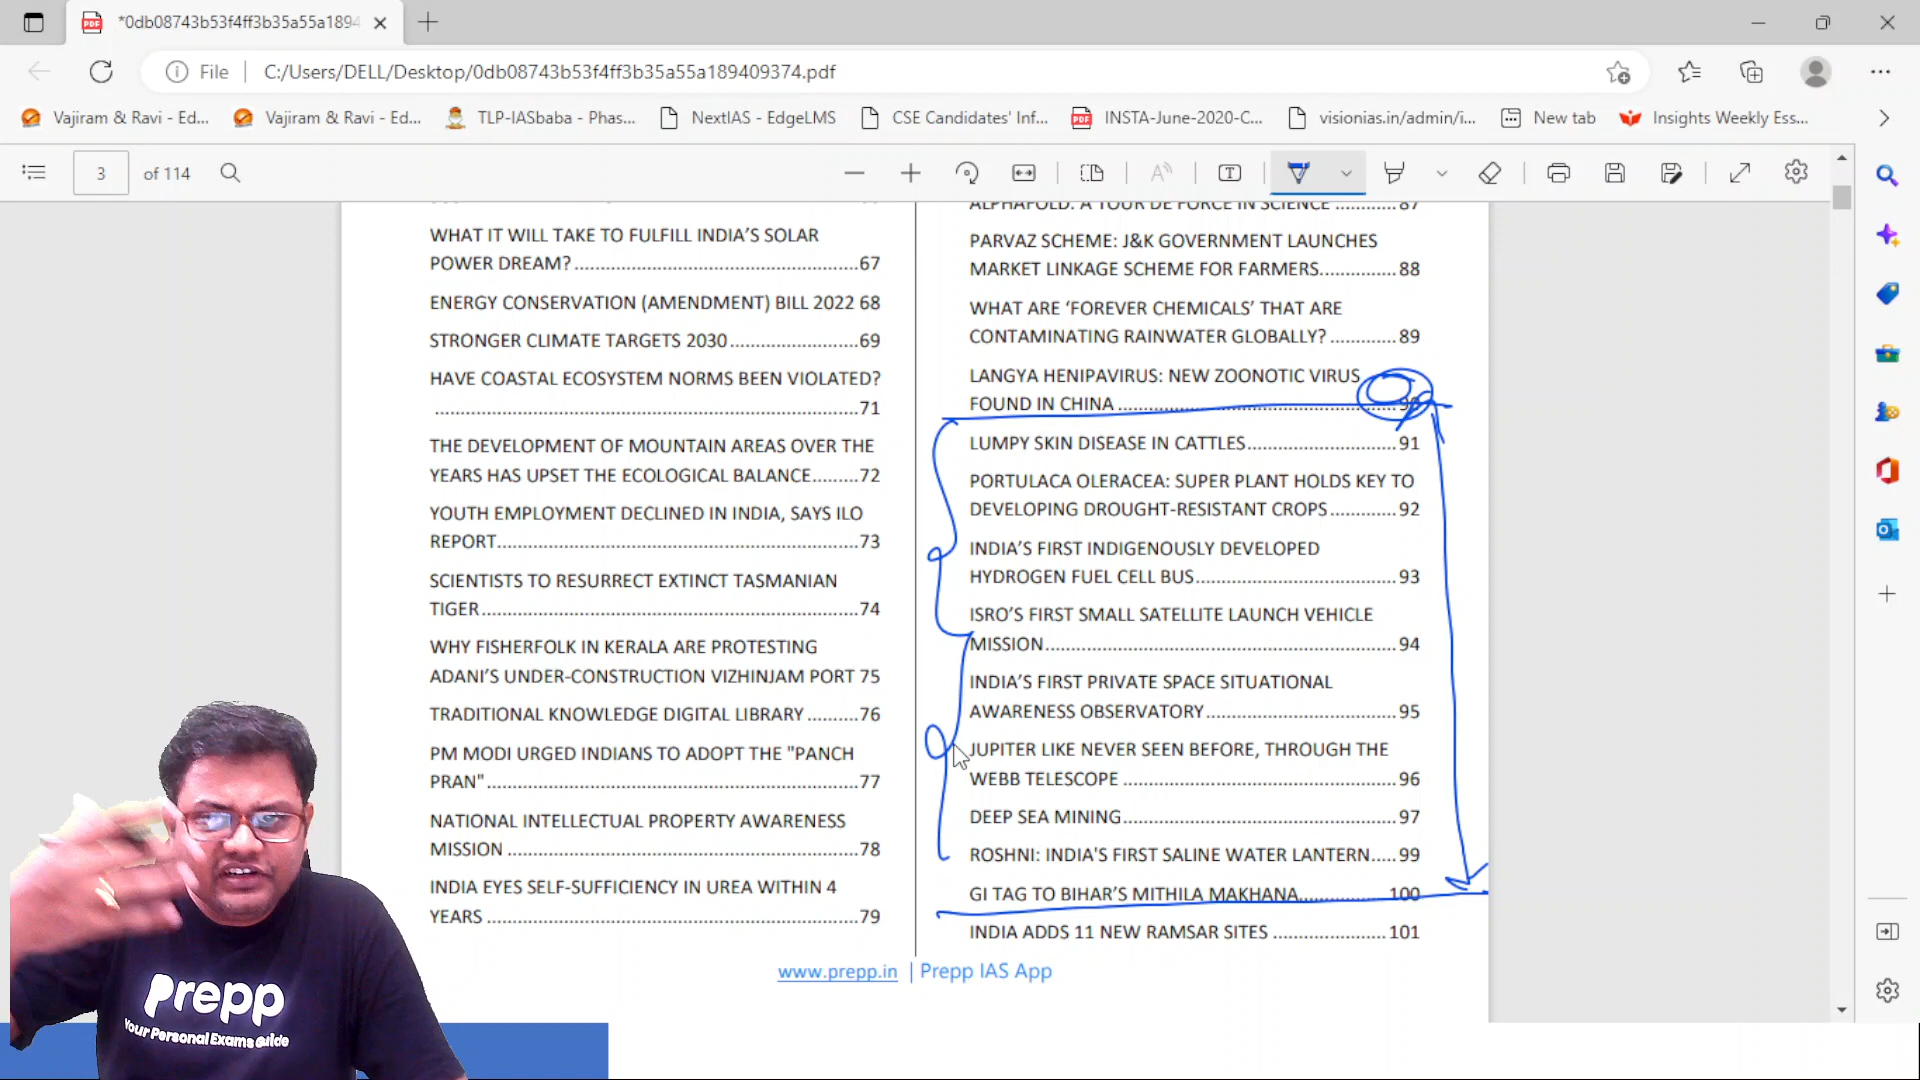 *0db08743b53f4ff3b35a55a1894
File
C:/Users/DELL/Desktop/0db08743b53f4ff3b35a55a189409374.pdf
Vajiram & Ravi - Ed...
Vajiram & Ravi - Ed...
TLP-IASbaba - Phas...
NextIAS - EdgeLMS
CSE Candidates' Inf...
INSTA-June-2020-C...
visionias.in/admin/i...
New tab
Insights Weekly Ess...
3 of 114
WHAT IT WILL TAKE TO FULFILL INDIA'S SOLAR
POWER DREAM? ..................................................67
ENERGY CONSERVATION (AMENDMENT) BILL 2022 68
STRONGER CLIMATE TARGETS 2030 ......................69
HAVE COASTAL ECOSYSTEM NORMS BEEN VIOLATED?
..........................................................................71
THE DEVELOPMENT OF MOUNTAIN AREAS OVER THE
YEARS HAS UPSET THE ECOLOGICAL BALANCE.........72
YOUTH EMPLOYMENT DECLINED IN INDIA, SAYS ILO
REPORT...............................................................73
SCIENTISTS TO RESURRECT EXTINCT TASMANIAN
TIGER..................................................................74
WHY FISHERFOLK IN KERALA ARE PROTESTING
ADANI'S UNDER-CONSTRUCTION VIZHINJAM PORT 75
TRADITIONAL KNOWLEDGE DIGITAL LIBRARY ..........76
PM MODI URGED INDIANS TO ADOPT THE "PANCH
PRAN".................................................................77
NATIONAL INTELLECTUAL PROPERTY AWARENESS
MISSION .............................................................78
INDIA EYES SELF-SUFFICIENCY IN UREA WITHIN 4
YEARS .................................................................79
ALPHAFOLD: A TOUR DE FORCE IN SCIENCE ............87
PARVAZ SCHEME: J&K GOVERNMENT LAUNCHES
MARKET LINKAGE SCHEME FOR FARMERS..............88
WHAT ARE 'FOREVER CHEMICALS' THAT ARE
CONTAMINATING RAINWATER GLOBALLY? ............89
LANGYA HENIPAVIRUS: NEW ZOONOTIC VIRUS
FOUND IN CHINA ................................................
LUMPY SKIN DISEASE IN CATTLES..........................91
PORTULACA OLERACEA: SUPER PLANT HOLDS KEY TO
DEVELOPING DROUGHT-RESISTANT CROPS ............92
INDIA'S FIRST INDIGENOUSLY DEVELOPED
HYDROGEN FUEL CELL BUS...................................93
ISRO'S FIRST SMALL SATELLITE LAUNCH VEHICLE
MISSION..............................................................94
INDIA'S FIRST PRIVATE SPACE SITUATIONAL
AWARENESS OBSERVATORY.................................95
JUPITER LIKE NEVER SEEN BEFORE, THROUGH THE
WEBB TELESCOPE ................................................96
DEEP SEA MINING................................................97
ROSHNI: INDIA'S FIRST SALINE WATER LANTERN.....99
GI TAG TO BIHAR'S MITHILA MAKHANA.................100
INDIA ADDS 11 NEW RAMSAR SITES .....................101
www.prepp.in | Prepp IAS App
Prepp
Your Personal Exams Guide